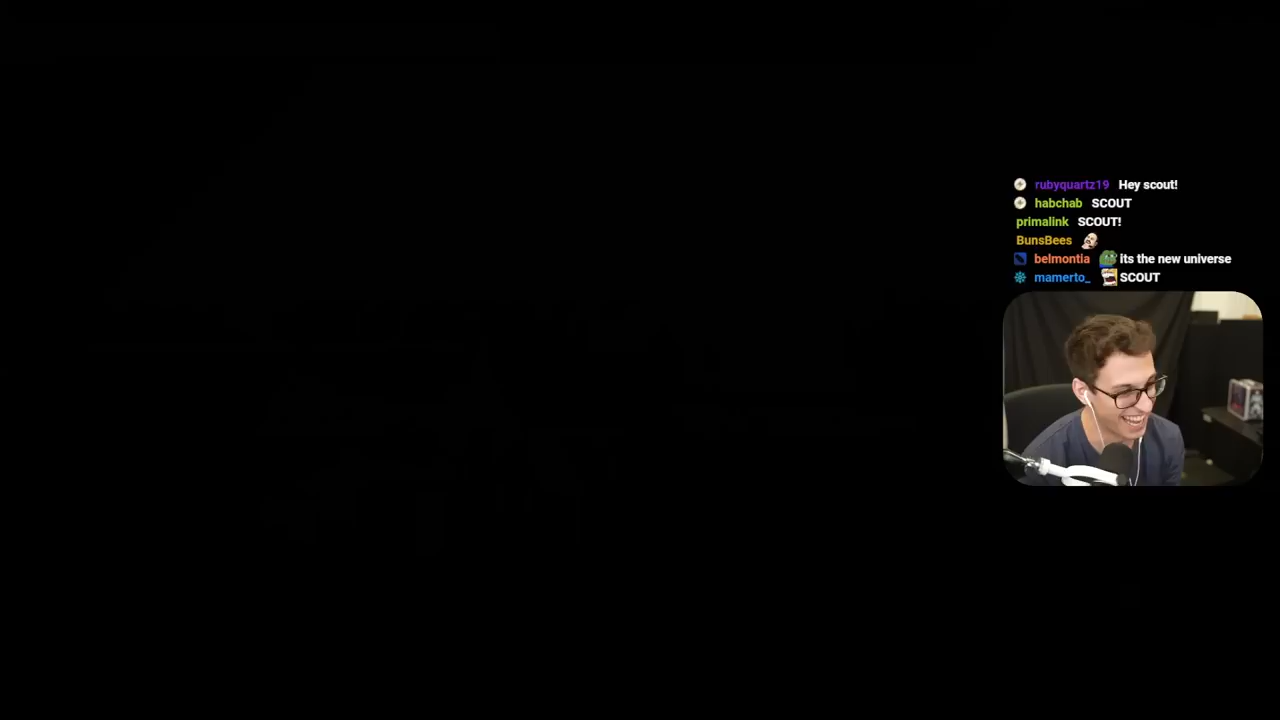 rubyquartz19 Hey scout!
habchab SCOUT
primalink SCOUT!
BunsBees
belmontia its the new universe
mamerto_ SCOUT